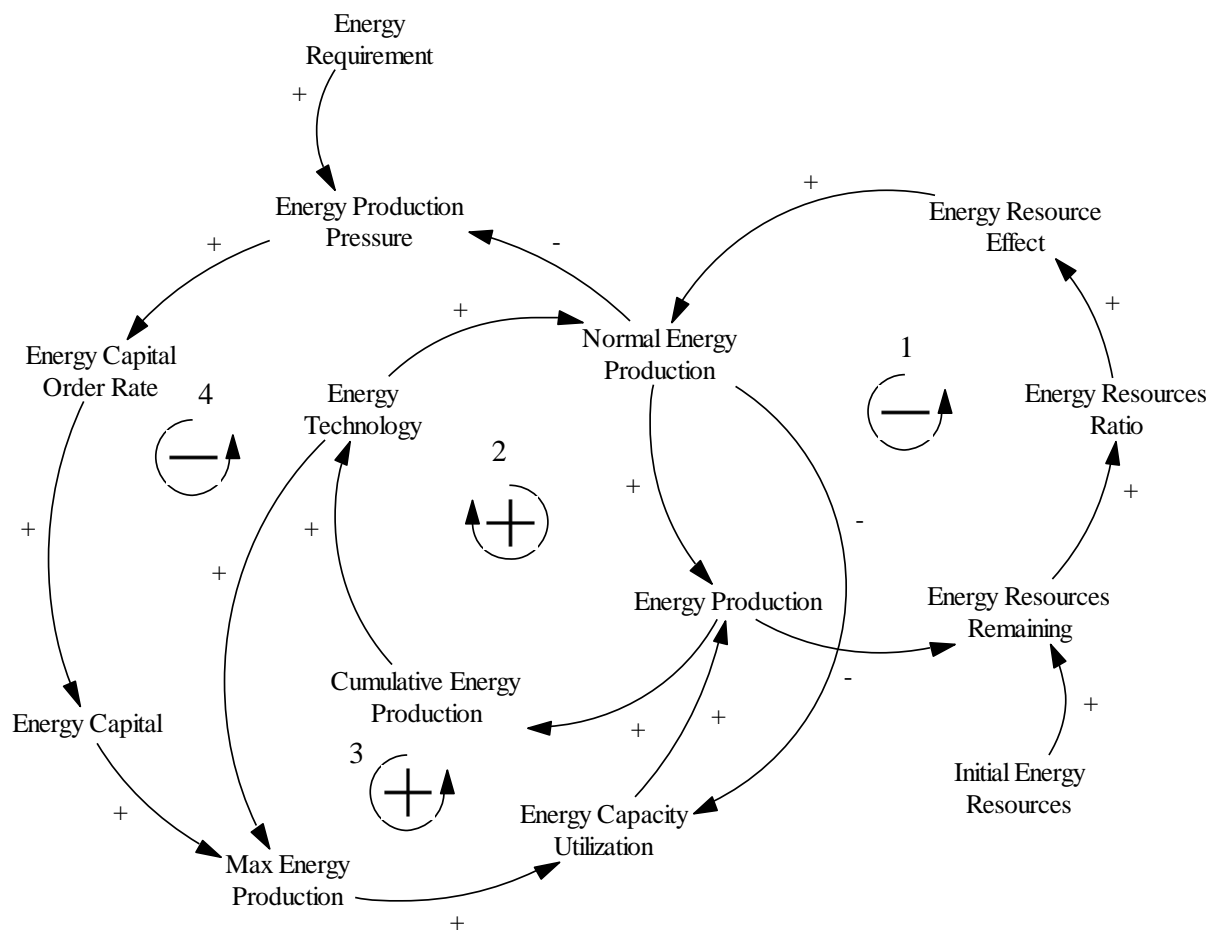 Energy
Requirement
+
Energy Production
Pressure
+
-
+
Energy Resource
Effect
+
+
Normal Energy
Production
1
Energy Capital
Order Rate
4
Energy
Technology
Energy Resources
Ratio
2
+
+
-
+
+
+
Energy Production
Energy Resources
Remaining
Cumulative Energy
Production
-
+
+
+
Energy Capital
3
Initial Energy
Resources
+
Energy Capacity
Utilization
Max Energy
Production
+